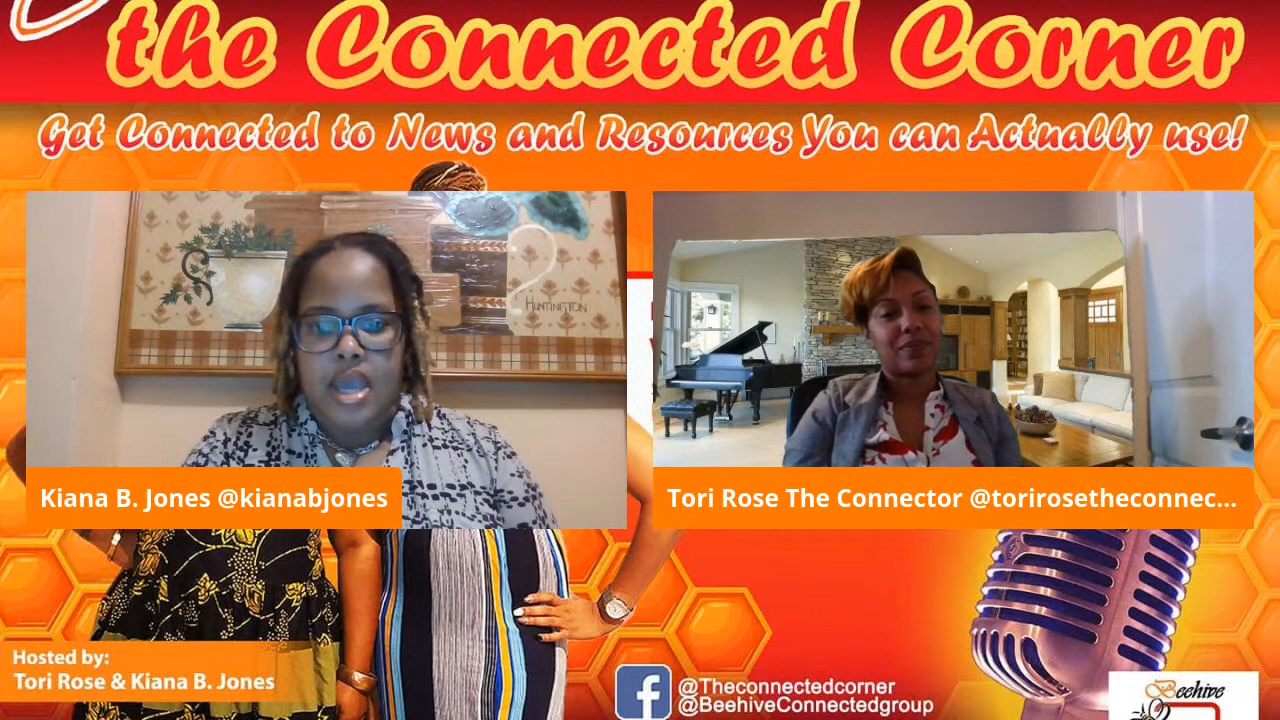 the Connected Corner
Get Connected to News and Resources You can Actually use!
HUNTINGTON
Kiana B. Jones @kianabjones
Tori Rose The Connector @torirosetheconnec...
Hosted by:
Tori Rose & Kiana B. Jones
f
@Theconnectedcorner
@BeehiveConnectedgroup
Beehive